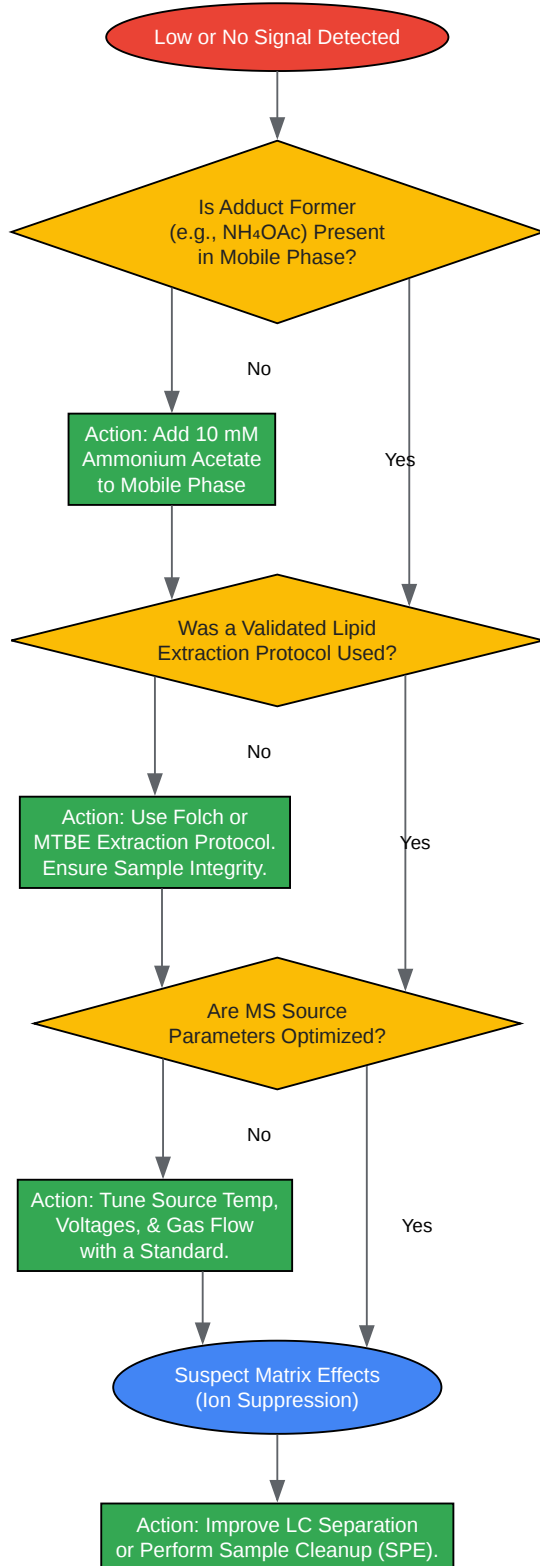 Low or No Signal Detected
Is Adduct Former
(e.g., NH₄OAc) Present
in Mobile Phase?
No
Action: Add 10 mM
Ammonium Acetate
to Mobile Phase
Yes
Was a Validated Lipid
Extraction Protocol Used?
No
Action: Use Folch or
MTBE Extraction Protocol.
Ensure Sample Integrity.
Yes
Are MS Source
Parameters Optimized?
No
Action: Tune Source Temp,
Voltages, & Gas Flow
with a Standard.
Yes
Suspect Matrix Effects
(Ion Suppression)
Action: Improve LC Separation
or Perform Sample Cleanup (SPE).